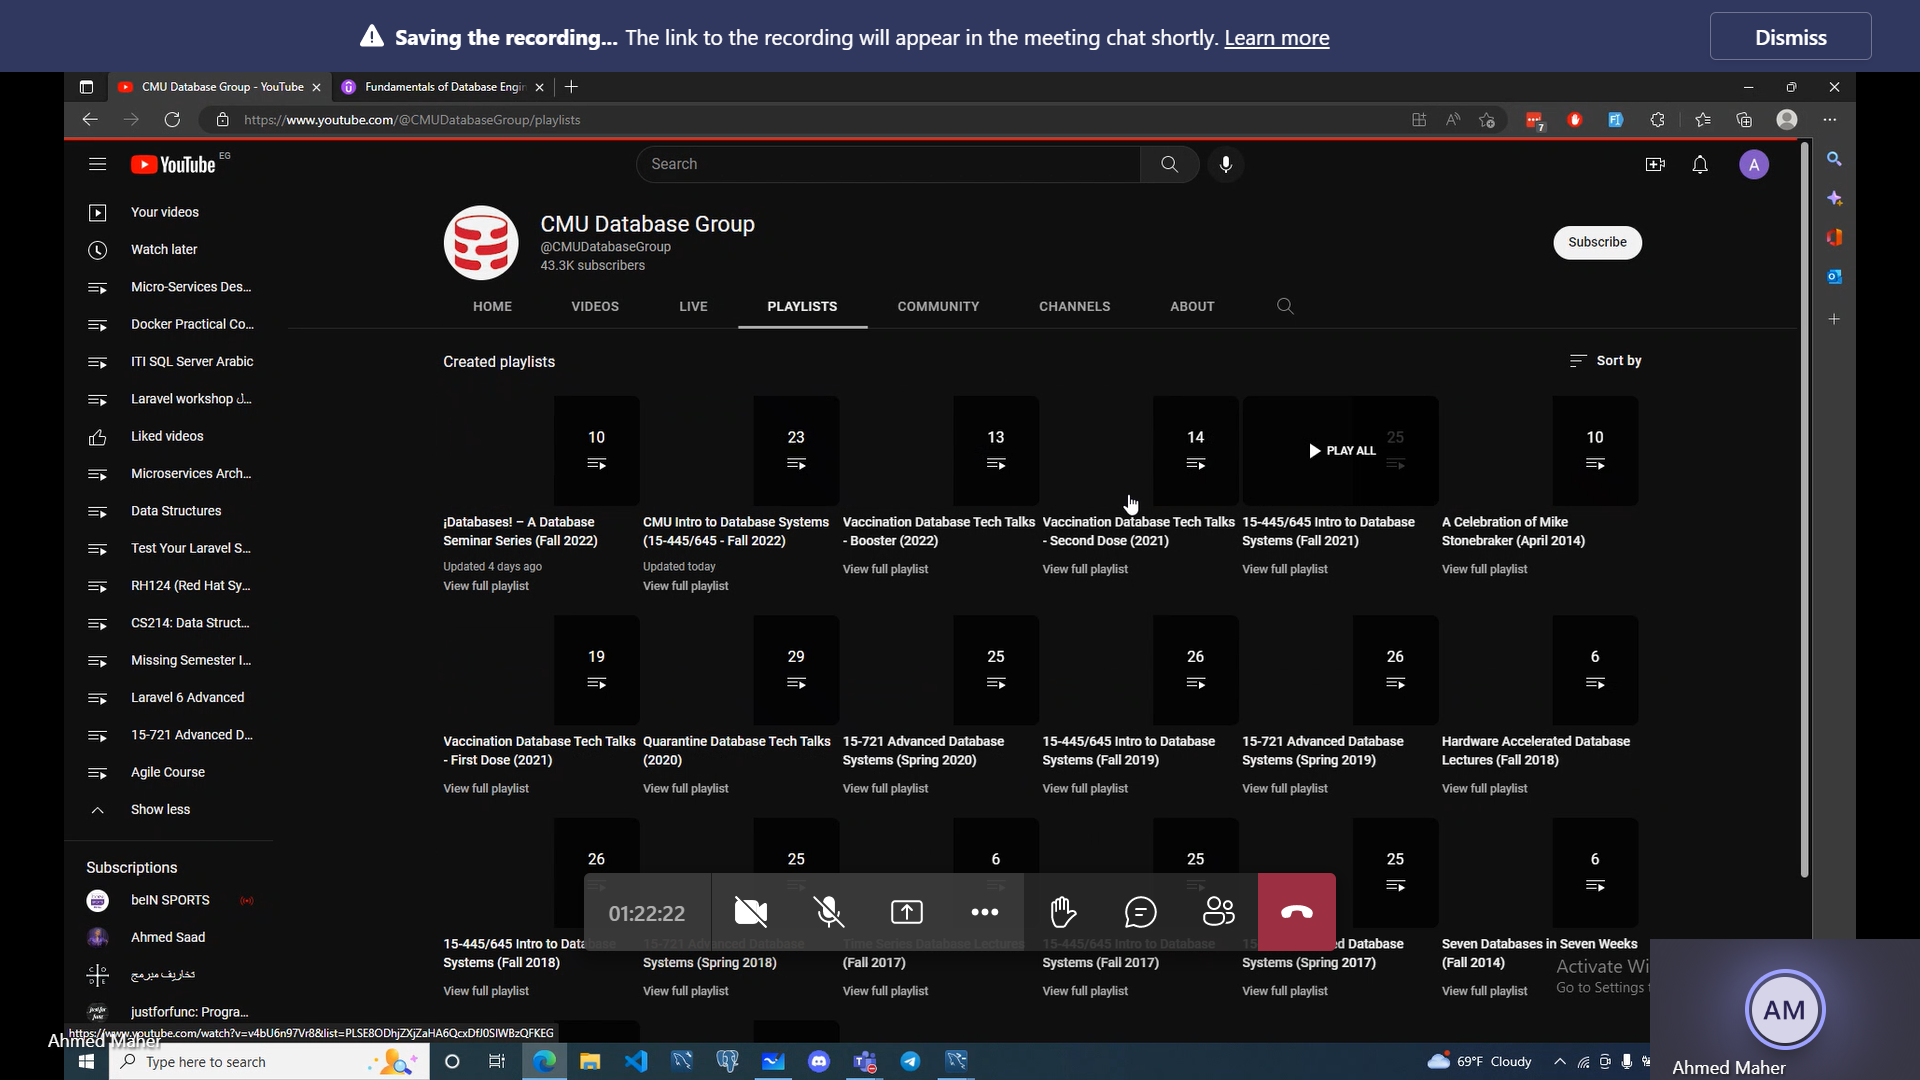 Saving the recording... The link to the recording will appear in the meeting chat shortly. Learn more
Dismiss
CMU Database Group - YouTube
Fundamentals of Database Engin
https://www.youtube.com/@CMUDatabaseGroup/playlists
7
YouTube EG
Search
A
Your videos
Watch later
Micro-Services Des...
Docker Practical Co...
ITI SQL Server Arabic
Laravel workshop ل...
Liked videos
Microservices Arch...
Data Structures
Test Your Laravel S...
RH124 (Red Hat Sy...
CS214: Data Struct...
Missing Semester I...
Laravel 6 Advanced
15-721 Advanced D...
Agile Course
Show less
Subscriptions
beIN SPORTS
Ahmed Saad
تخاريف مبرمج
justforfunc: Progra...
CMU Database Group
@CMUDatabaseGroup
43.3K subscribers
Subscribe
HOME
VIDEOS
LIVE
PLAYLISTS
COMMUNITY
CHANNELS
ABOUT
Created playlists
Sort by
10
23
13
14
PLAY ALL
25
10
¡Databases! – A Database
Seminar Series (Fall 2022)
Updated 4 days ago
View full playlist
CMU Intro to Database Systems
(15-445/645 - Fall 2022)
Updated today
View full playlist
Vaccination Database Tech Talks
- Booster (2022)
View full playlist
Vaccination Database Tech Talks
- Second Dose (2021)
View full playlist
15-445/645 Intro to Database
Systems (Fall 2021)
View full playlist
A Celebration of Mike
Stonebraker (April 2014)
View full playlist
19
29
25
26
26
6
Vaccination Database Tech Talks
- First Dose (2021)
View full playlist
Quarantine Database Tech Talks
(2020)
View full playlist
15-721 Advanced Database
Systems (Spring 2020)
View full playlist
15-445/645 Intro to Database
Systems (Fall 2019)
View full playlist
15-721 Advanced Database
Systems (Spring 2019)
View full playlist
Hardware Accelerated Database
Lectures (Fall 2018)
View full playlist
26
25
6
25
25
6
01:22:22
15-445/645 Intro to Database
Systems (Fall 2018)
View full playlist
15-721 Advanced Database
Systems (Spring 2018)
View full playlist
Time Series Database Lectures
(Fall 2017)
View full playlist
15-445/645 Intro to Database
Systems (Fall 2017)
View full playlist
15 d Database
Systems (Spring 2017)
View full playlist
Seven Databases in Seven Weeks
(Fall 2014)
View full playlist
Activate Wi
Go to Settings
https://www.youtube.com/watch?v=v4bU6n97Vr8&list=PLSE8ODhjZXjZaHA6QcxDfJ0SIWBzQFKEG
Ahmed Maher
Type here to search
69°F Cloudy
AM
Ahmed Maher